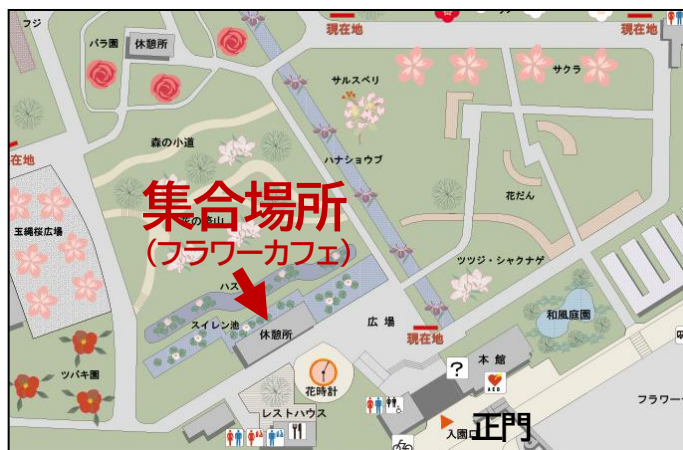 フジ
バラ園
休憩所
現在地
現在地
サルスベリ
サクラ
森の小道
ハナショウブ
現在地
花だん
集合場所
(フラワーカフェ)
玉縄桜広場
ツツジ・シャクナゲ
ハス
スイレン池
休憩所
広場
和風庭園
現在地
本館
?
AED
花時計
ツバキ園
レストハウス
入園口
正門
フラワー